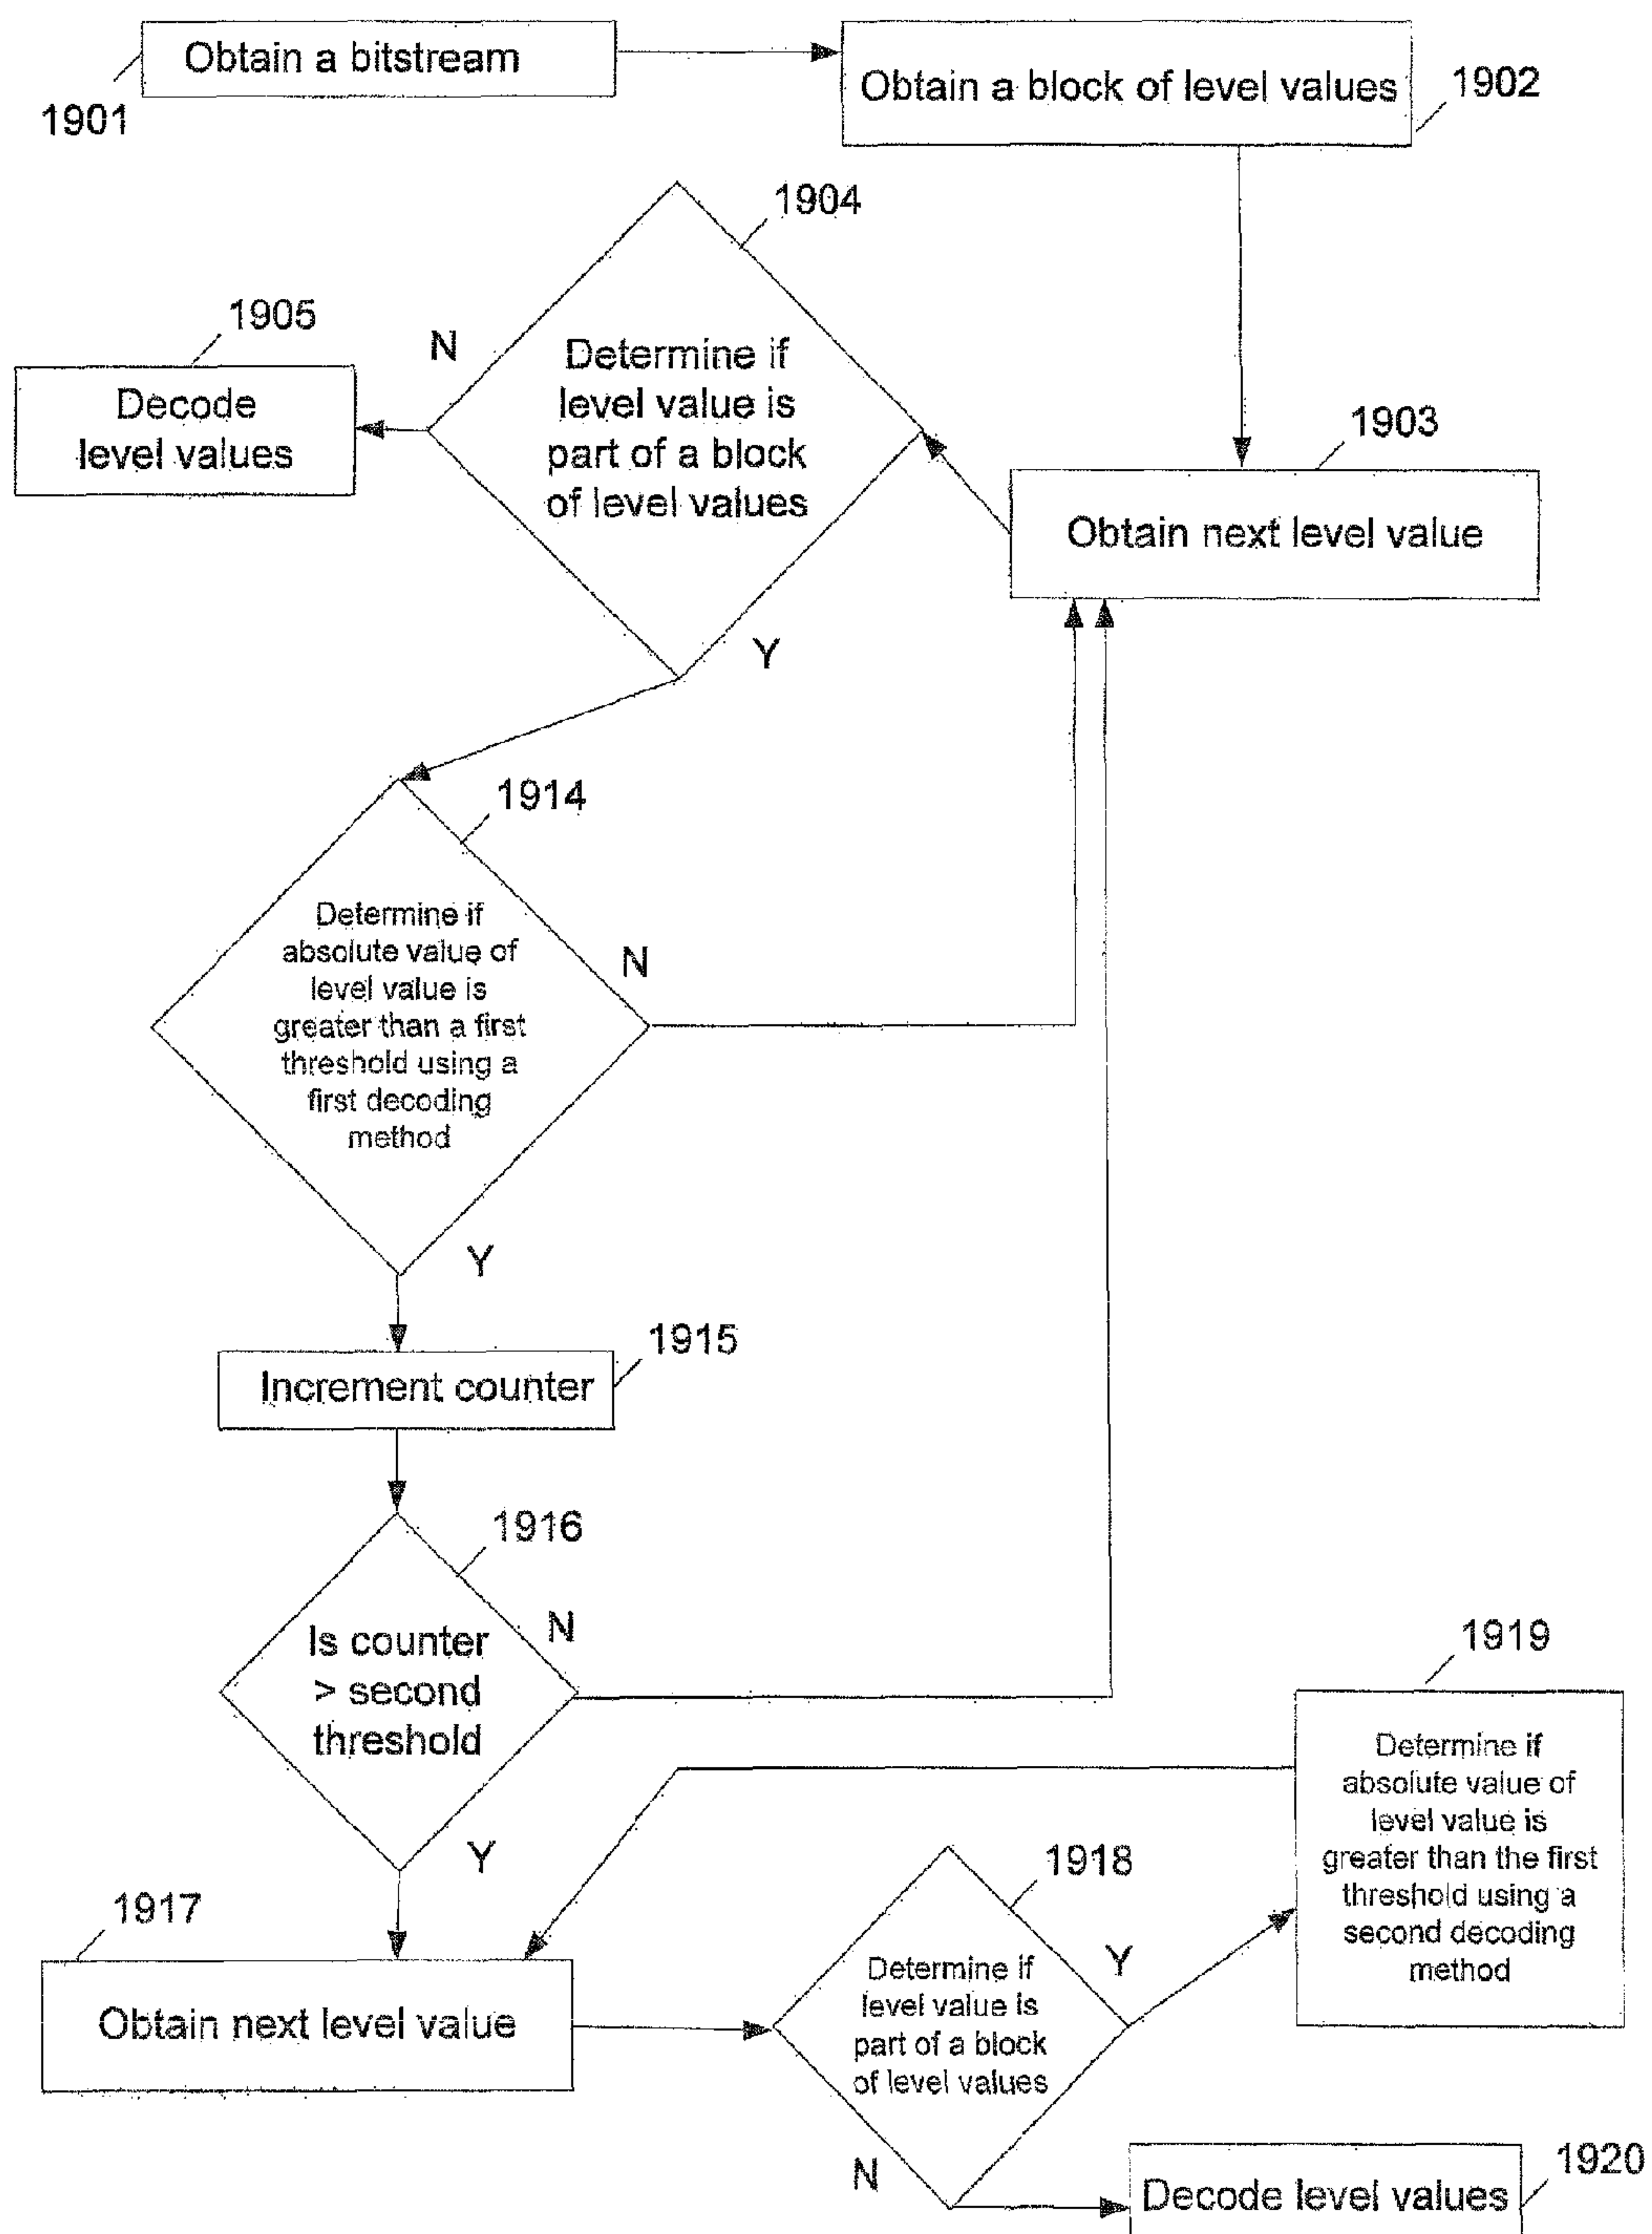 Obtain a bitstream
1901
Obtain a block of level values
1902
1904
Determine if
level value is
part of a block
of level values
N
Y
1905
Decode
level values
1903
Obtain next level value
1914
Determine if
absolute value of
level value is
greater than a first
threshold using a
first decoding
method
N
Y
1915
Increment counter
1916
Is counter
> second
threshold
N
Y
1919
Determine if
absolute value of
level value is
greater than the first
threshold using a
second decoding
method
1917
Obtain next level value
1918
Determine if
level value is
part of a block
of level values
Y
N
1920
Decode level values